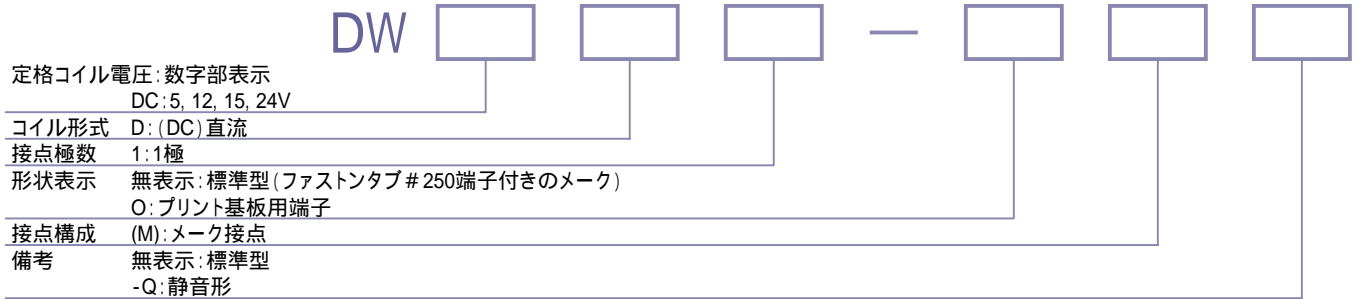 DW —
定格コイル電圧:数字部表示
DC:5, 12, 15, 24V
コイル形式 D:(DC)直流
接点極数 1:1極
形状表示 無表示:標準型(ファストンタブ#250端子付きのメーク)
O:プリント基板用端子
接点構成 (M):メーク接点
備考 無表示:標準型
-Q:静音形